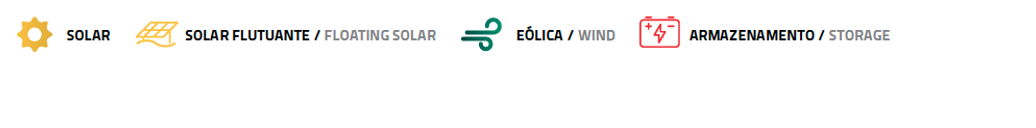 SOLAR SOLAR FLUTUANTE / FLOATING SOLAR EÓLICA / WIND ARMAZENAMENTO / STORAGE